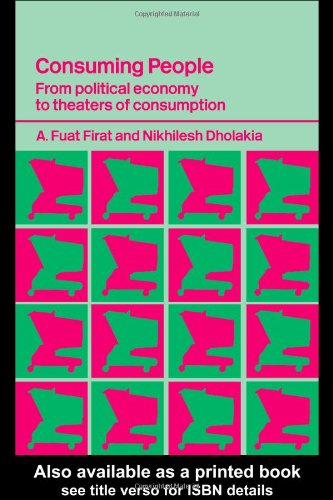 Consuming People
From political economy
to theaters of consumption
A. Fuat Firat and Nikhilesh Dholakia
Also available as a printed book
see title verso for ISBN details